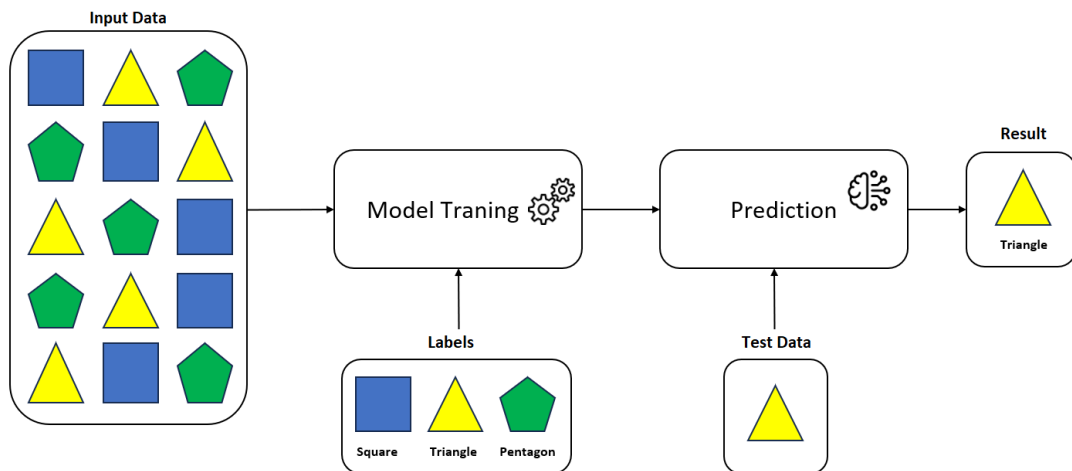 Input Data
Model Traning
Prediction
Result
Triangle
Labels
Square Triangle Pentagon
Test Data